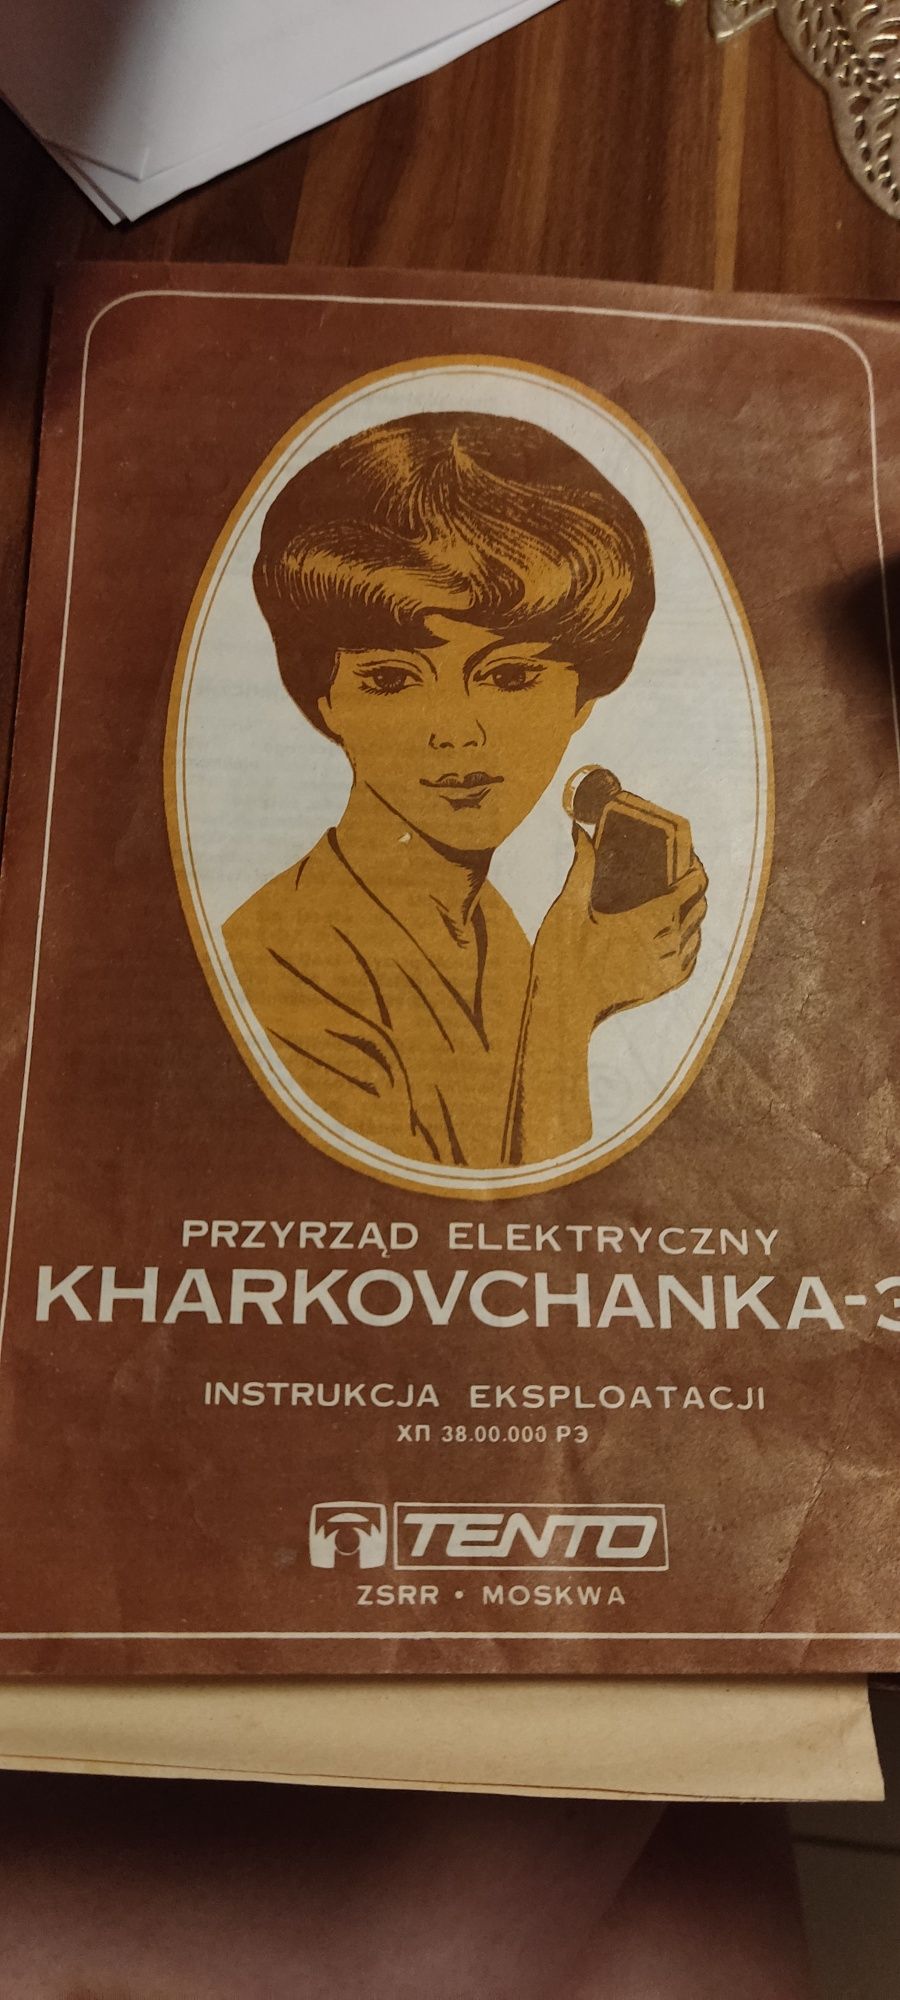 PRZYRZĄD ELEKTRYCZNY
KHARKOVCHANKA-3
INSTRUKCJA EKSPLOATACJI
ХП 38.00.000 РЭ
TENTO
ZSRR • MOSKWA